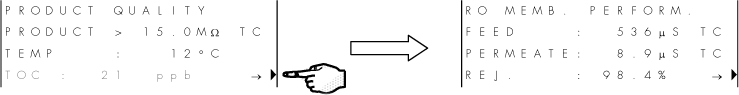 PRODUCT QUALITY
PRODUCT > 15.0MΩ TC
TEMP : 12°C
TOC : 21 ppb →
RO MEMB. PERFORM.
FEED : 536µS TC
PERMEATE: 8.9µS TC
REJ. : 98.4% →